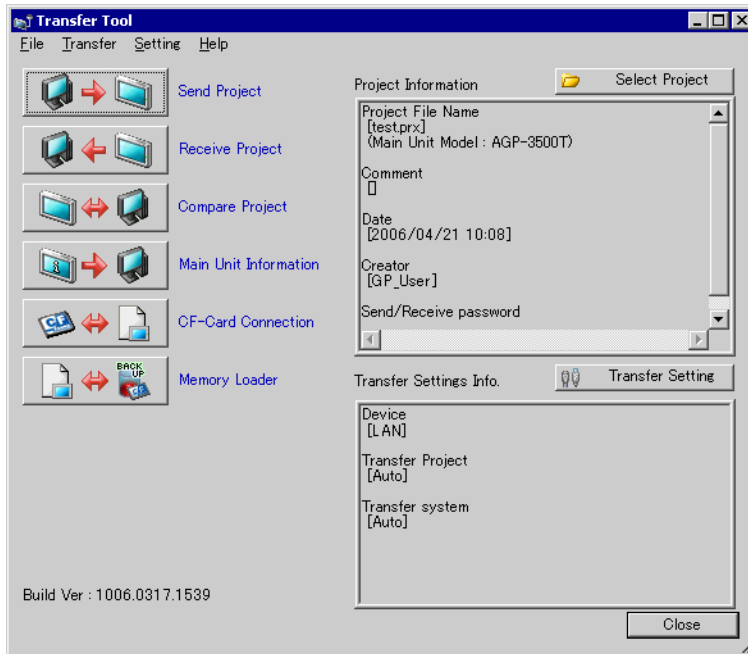 Transfer Tool
File Transfer Setting Help
Send Project
Receive Project
Compare Project
Main Unit Information
CF
CF-Card Connection
BACK
UP
CF
Memory Loader
Build Ver : 1006.0317.1539
Project Information
Select Project
Project File Name
[test.prx]
(Main Unit Model : AGP-3500T)
Comment
[]
Date
[2006/04/21 10:08]
Creator
[GP_User]
Send/Receive password
Transfer Settings Info.
Transfer Setting
Device
[LAN]
Transfer Project
[Auto]
Transfer system
[Auto]
Close